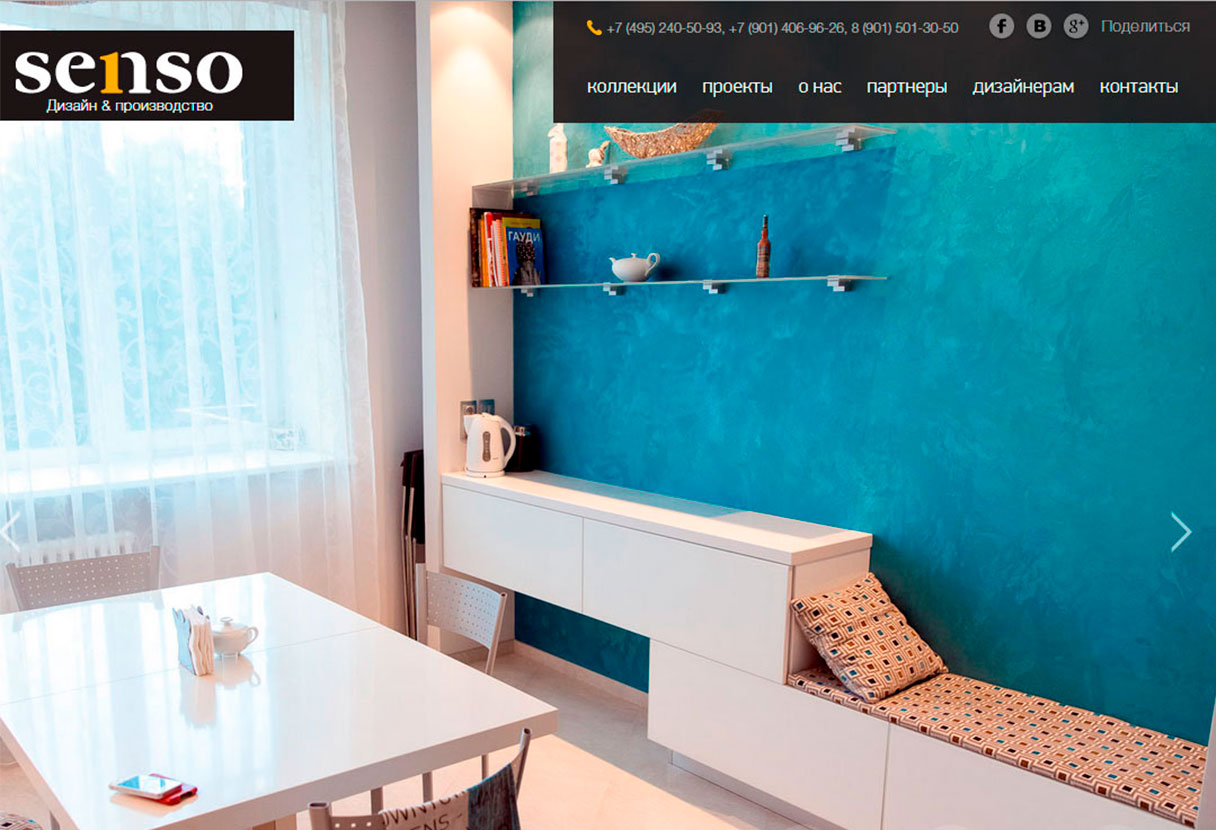 senso
Дизайн & производство
+7 (495) 240-50-93, +7 (901) 406-96-26, 8 (901) 501-30-50
f B g+ Поделиться
коллекции проекты о нас партнеры дизайнерам контакты
ГАУДИ